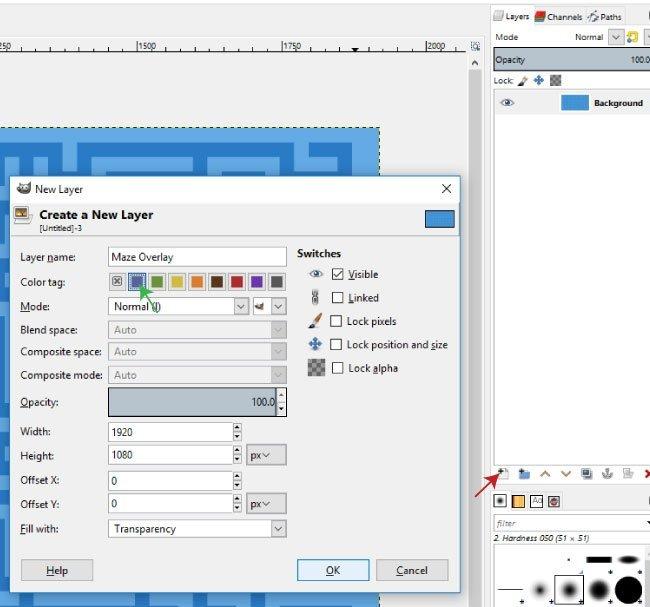 Layers Channels Paths
Mode Normal
250 1500 1750 2000
Opacity 100.0
Lock:
Background
New Layer
Create a New Layer
[Untitled]-3
Layer name: Maze Overlay
Color tag:
Mode: Normal (l)
Blend space: Auto
Composite space: Auto
Composite mode: Auto
Opacity: 100.0
Width: 1920
Height: 1080 px
Offset X: 0
Offset Y: 0 px
Fill with: Transparency
Switches
Visible
Linked
Lock pixels
Lock position and size
Lock alpha
Help OK Cancel
Aa
filter
2. Hardness 050 (51 × 51)